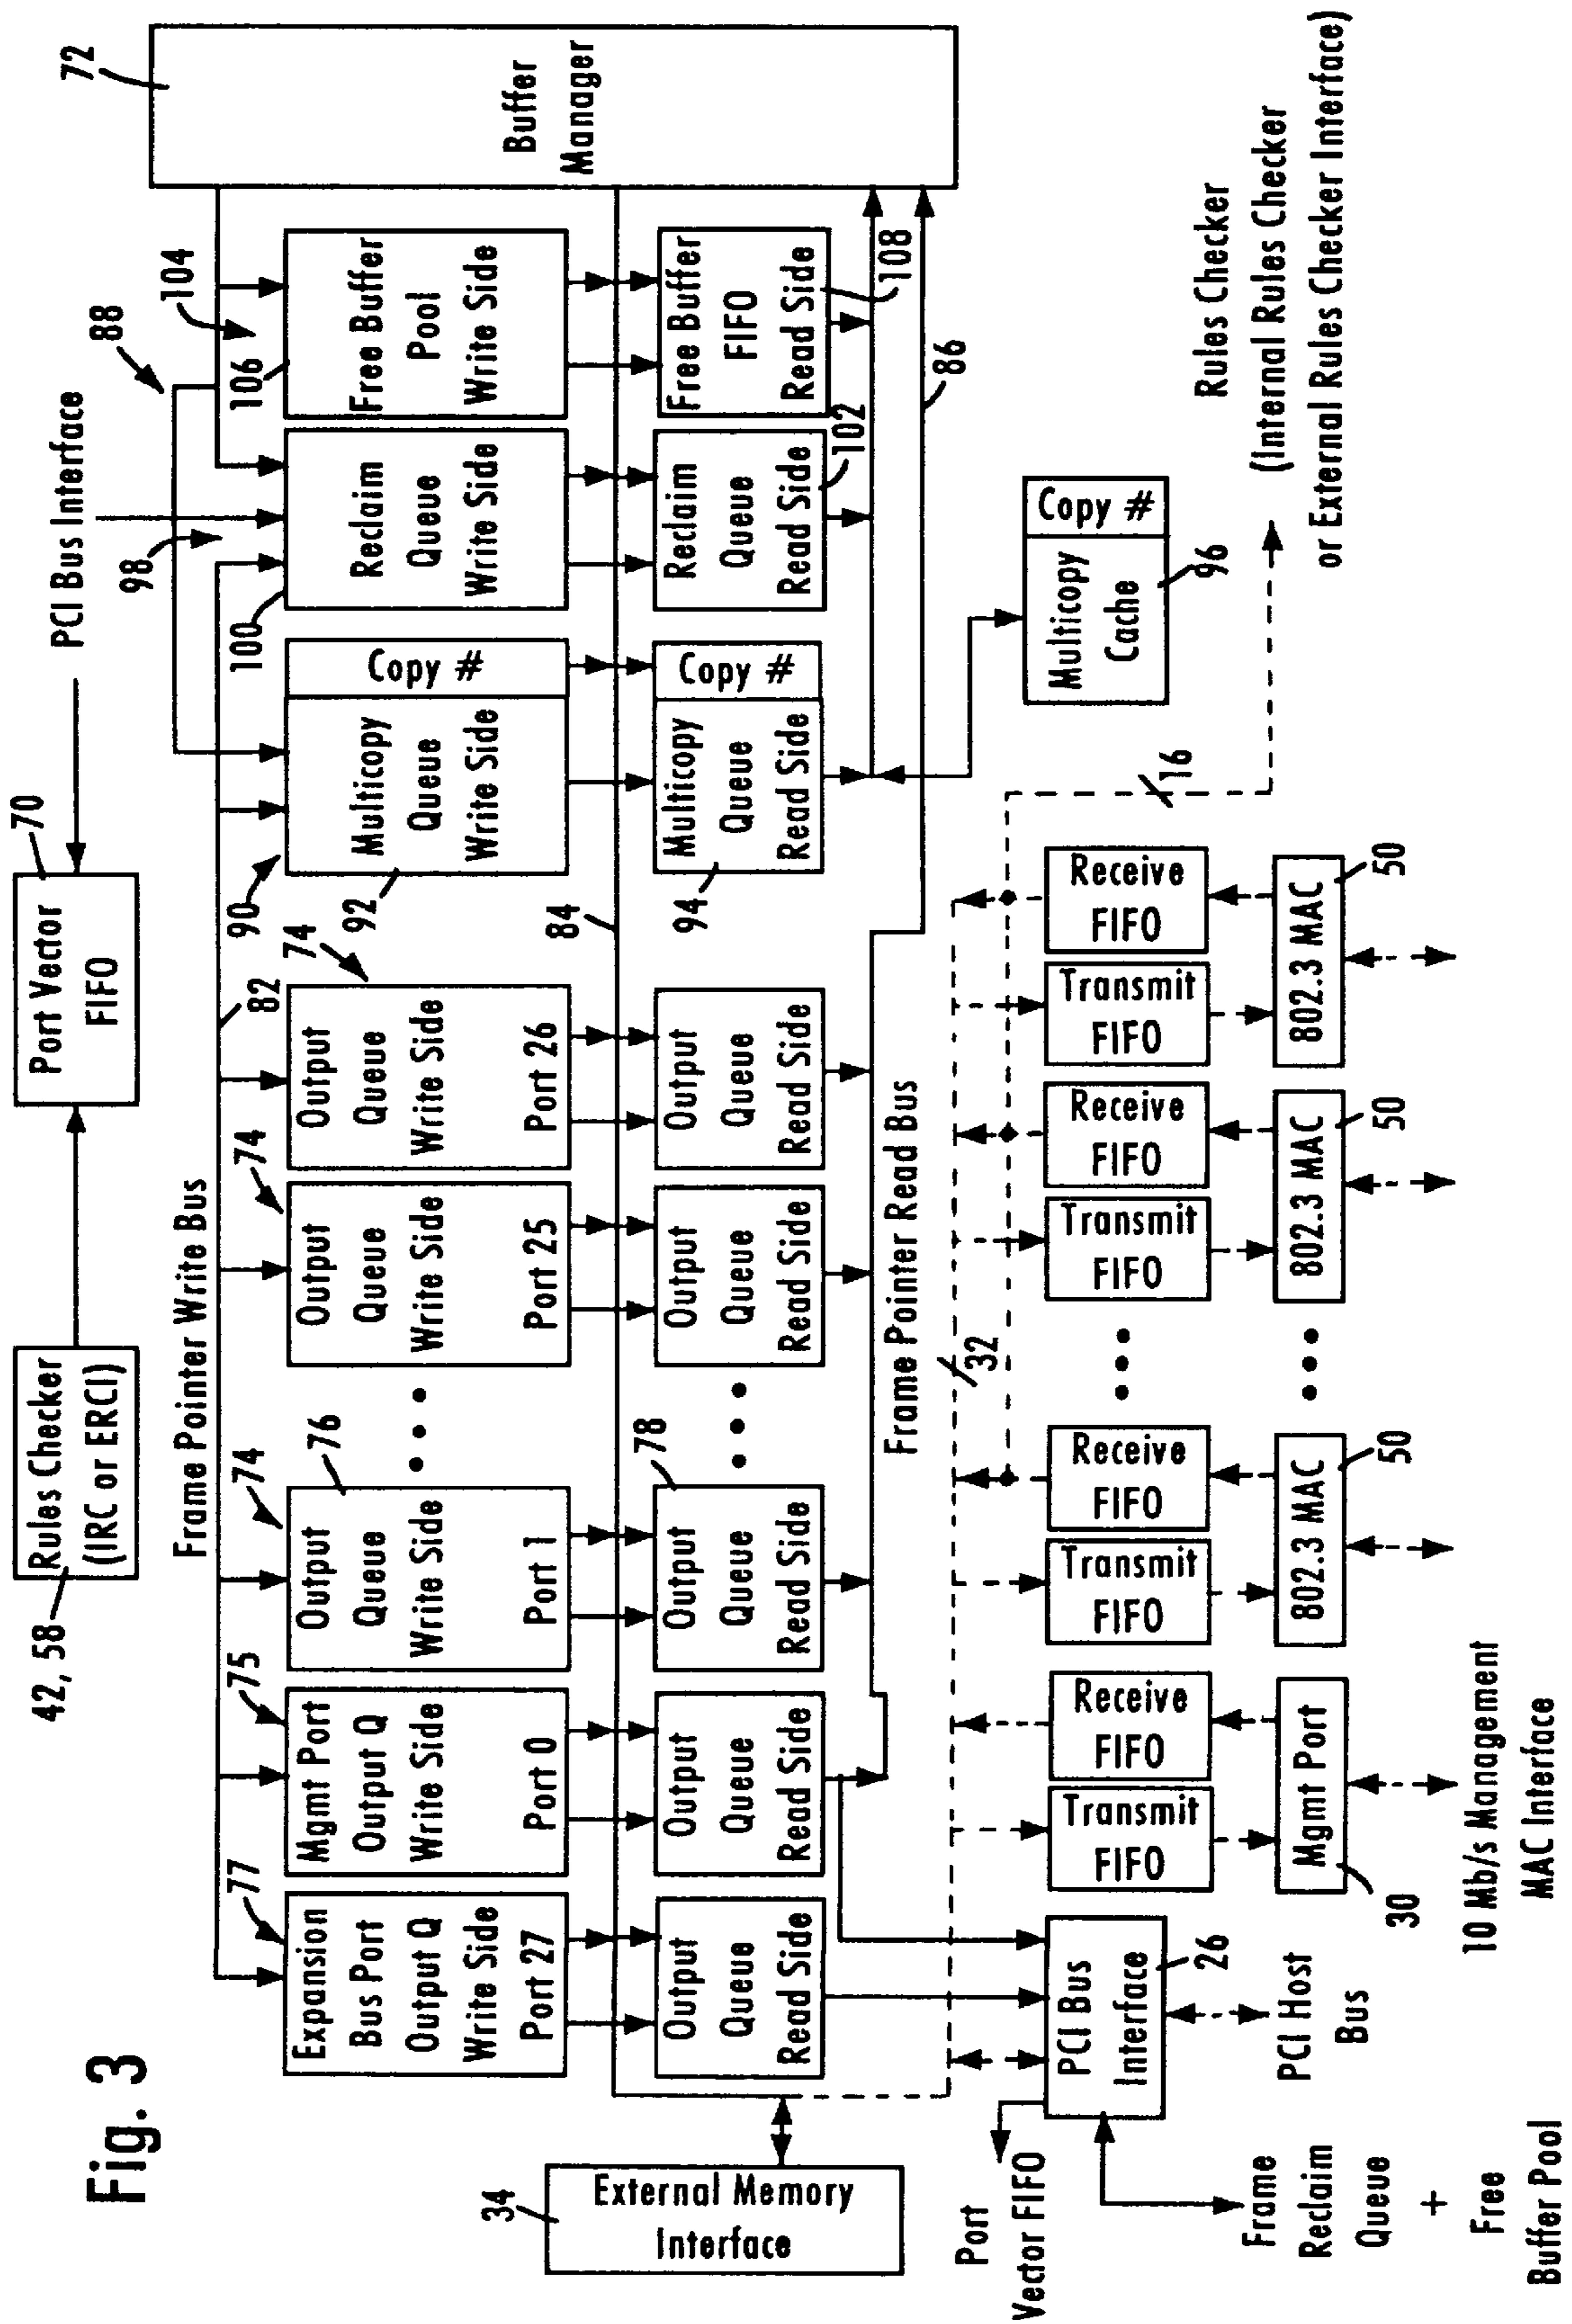 Fig. 3
42, 58
Rules Checker
(IRC or ERCI)
70
Port Vector
FIFO
PCI Bus Interface
88
72
Buffer
Manager
Frame Pointer Write Bus
82
98
104
77
Expansion
Bus Port
Output Q
Write Side
Port 27
75
Mgmt Port
Output Q
Write Side
Port 0
74
76
Output
Queue
Write Side
Port 1
• • •
74
Output
Queue
Write Side
Port 25
74
Output
Queue
Write Side
Port 26
90
92
Multicopy
Queue
Write Side
Copy #
100
Reclaim
Queue
Write Side
106
Free Buffer
Pool
Write Side
84
Output
Queue
Read Side
Output
Queue
Read Side
78
Output
Queue
Read Side
• • •
Output
Queue
Read Side
Output
Queue
Read Side
94
Multicopy
Queue
Read Side
Copy #
Reclaim
Queue
Read Side
102
Free Buffer
FIFO
Read Side
108
86
Frame Pointer Read Bus
34
External Memory
Interface
32
16
Multicopy
Cache
Copy #
96
Rules Checker
(Internal Rules Checker
or External Rules Checker Interface)
Port
Vector FIFO
PCI Bus
Interface
26
Transmit
FIFO
Receive
FIFO
Transmit
FIFO
Receive
FIFO
• • •
Transmit
FIFO
Receive
FIFO
Transmit
FIFO
Receive
FIFO
Mgmt Port
30
802.3 MAC
50
• • •
802.3 MAC
50
802.3 MAC
50
Frame
Reclaim
Queue
+
Free
Buffer Pool
PCI Host
Bus
10 Mb/s Management
MAC Interface